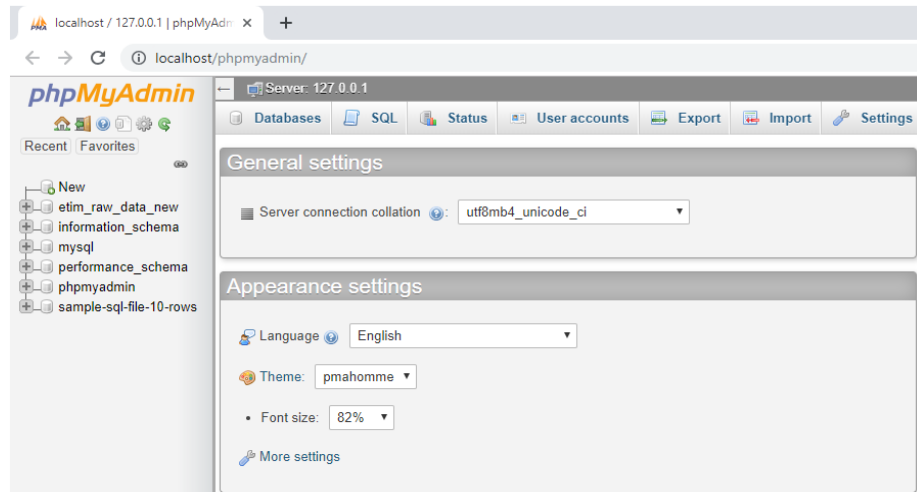 localhost / 127.0.0.1 | phpMyAdm
localhost/phpmyadmin/
phpMyAdmin
Recent Favorites
New
etim_raw_data_new
information_schema
mysql
performance_schema
phpmyadmin
sample-sql-file-10-rows
Server: 127.0.0.1
Databases SQL Status User accounts Export Import Settings
General settings
Server connection collation : utf8mb4_unicode_ci
Appearance settings
Language English
Theme: pmahomme
• Font size: 82%
More settings